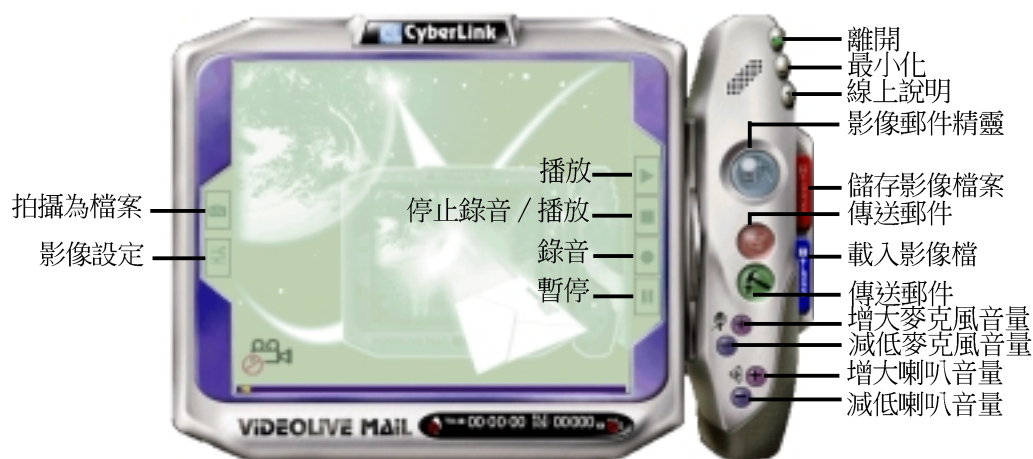 CyberLink
離開
最小化
線上說明
影像郵件精靈
播放
儲存影像檔案
拍攝為檔案
停止錄音 / 播放
傳送郵件
影像設定
錄音
載入影像檔
暫停
傳送郵件
增大麥克風音量
減低麥克風音量
增大喇叭音量
減低喇叭音量
VIDEOLIVE MAIL
00:00:00
00000